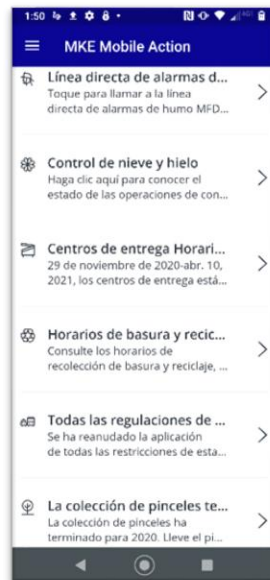 1:50
MKE Mobile Action
Línea directa de alarmas d...
Toque para llamar a la línea
directa de alarmas de humo MFD...
Control de nieve y hielo
Haga clic aquí para conocer el
estado de las operaciones de con...
Centros de entrega Horari...
29 de noviembre de 2020-abr. 10,
2021, los centros de entrega está...
Horarios de basura y recic...
Consulte los horarios de
recolección de basura y reciclaje, ...
Todas las regulaciones de ...
Se ha reanudado la aplicación
de todas las restricciones de esta...
La colección de pinceles te...
La colección de pinceles ha
terminado para 2020. Lleve el pi...